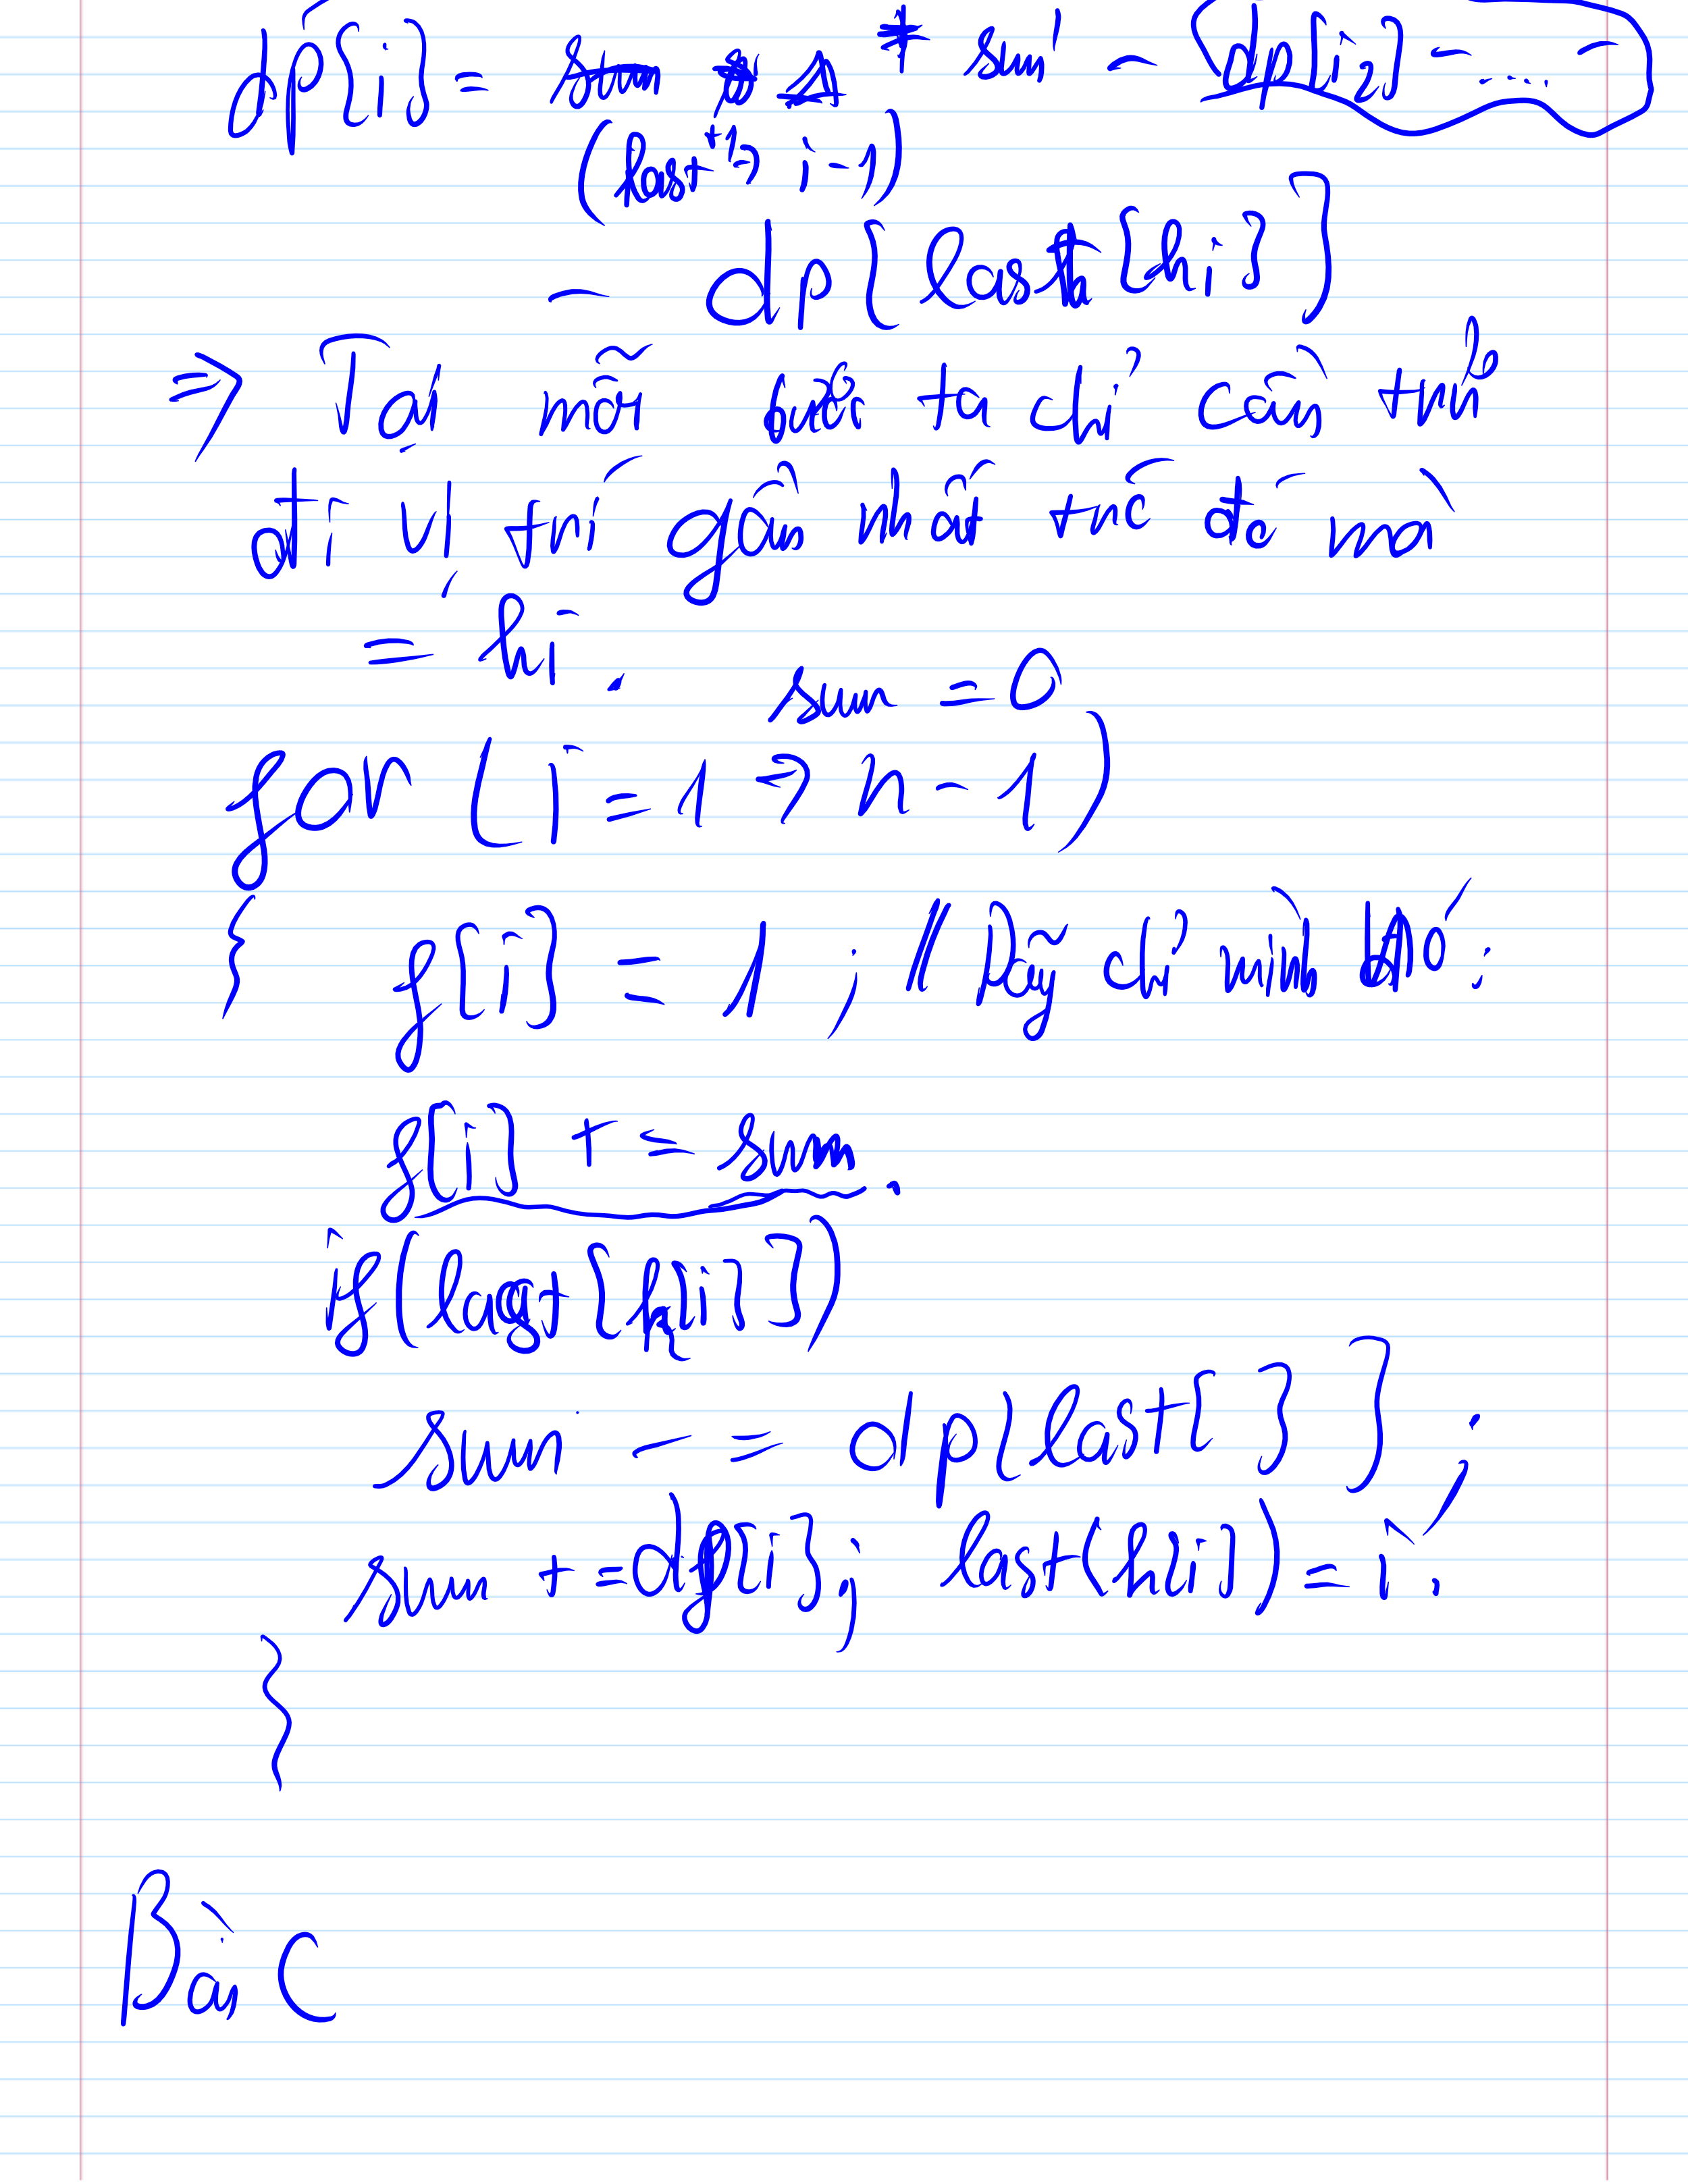 dp[i] = sum - dp[j] - ... -
(last+1 → i-1)
- dp[last[hi]]
⇒ Tại mỗi bước ta chỉ cần tính
đi vị trí gần nhất trước đó mà
= hi.
sum = 0
for (i = 1 → n - 1)
{
f[i] = 1; // Dãy chỉ mình nó:
f[i] += sum.
if(last[h[i]])
sum -= dp[last[]];
sum += dp[i]; last(h[i]) = i;
}
Bài C